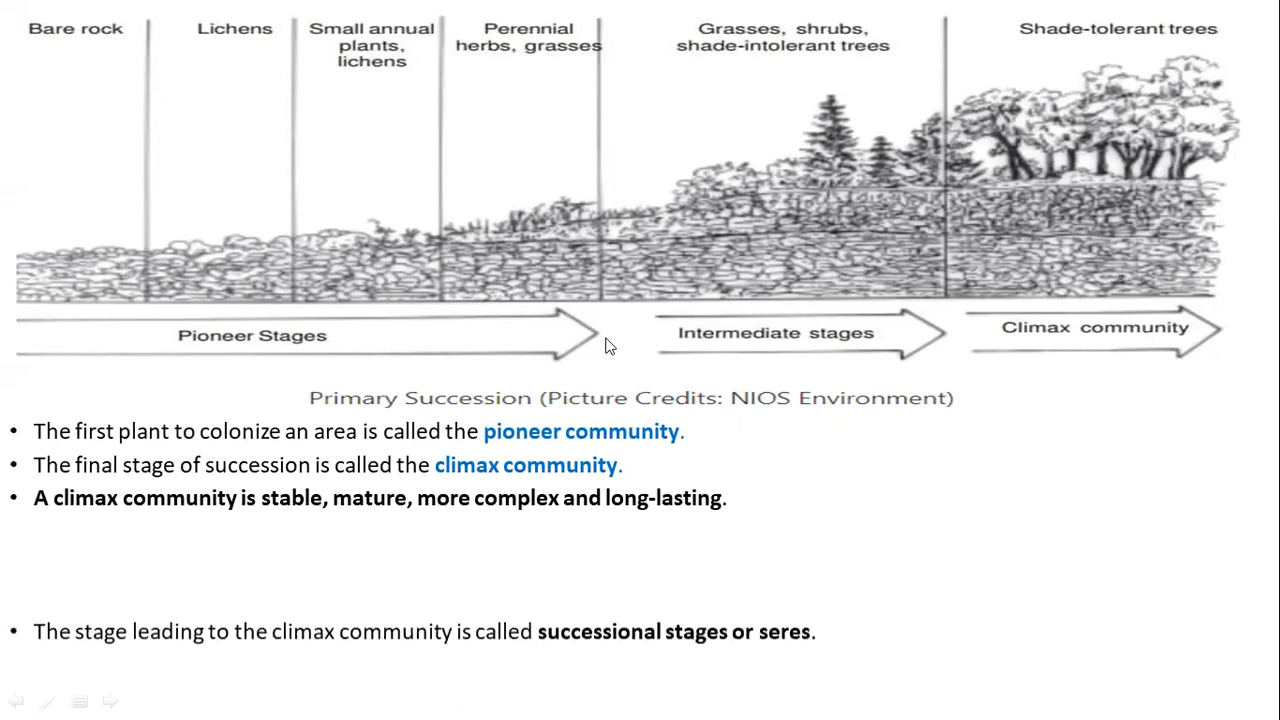 Bare rock
Lichens
Small annual
plants,
lichens
Perennial
herbs, grasses
Grasses, shrubs,
shade-intolerant trees
Shade-tolerant trees
Pioneer Stages
Intermediate stages
Climax community
Primary Succession (Picture Credits: NIOS Environment)
• The first plant to colonize an area is called the pioneer community.
• The final stage of succession is called the climax community.
• A climax community is stable, mature, more complex and long-lasting.
• The stage leading to the climax community is called successional stages or seres.